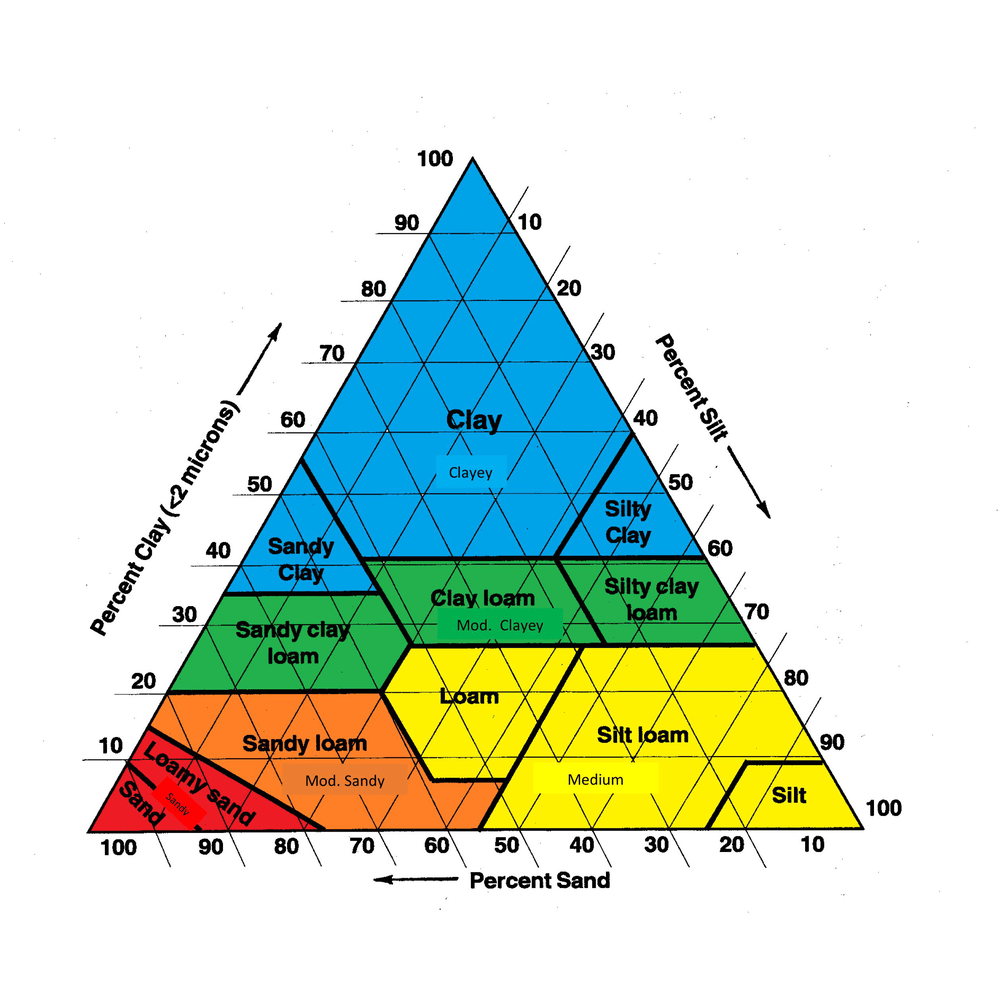 100
90
10
80
20
70
30
Percent Silt
60
Clay
40
Clayey
50
50
Silty
Clay
Percent Clay (<2 microns)
40
Sandy
Clay
60
Clay loam
Silty clay
loam
30
Sandy clay
loam
Mod. Clayey
70
20
Loam
80
10
Loamy sand
Sandy loam
Silt loam
90
Sand
Sandy
Mod. Sandy
Medium
Silt
100
100
90
80
70
60
50
40
30
20
10
Percent Sand